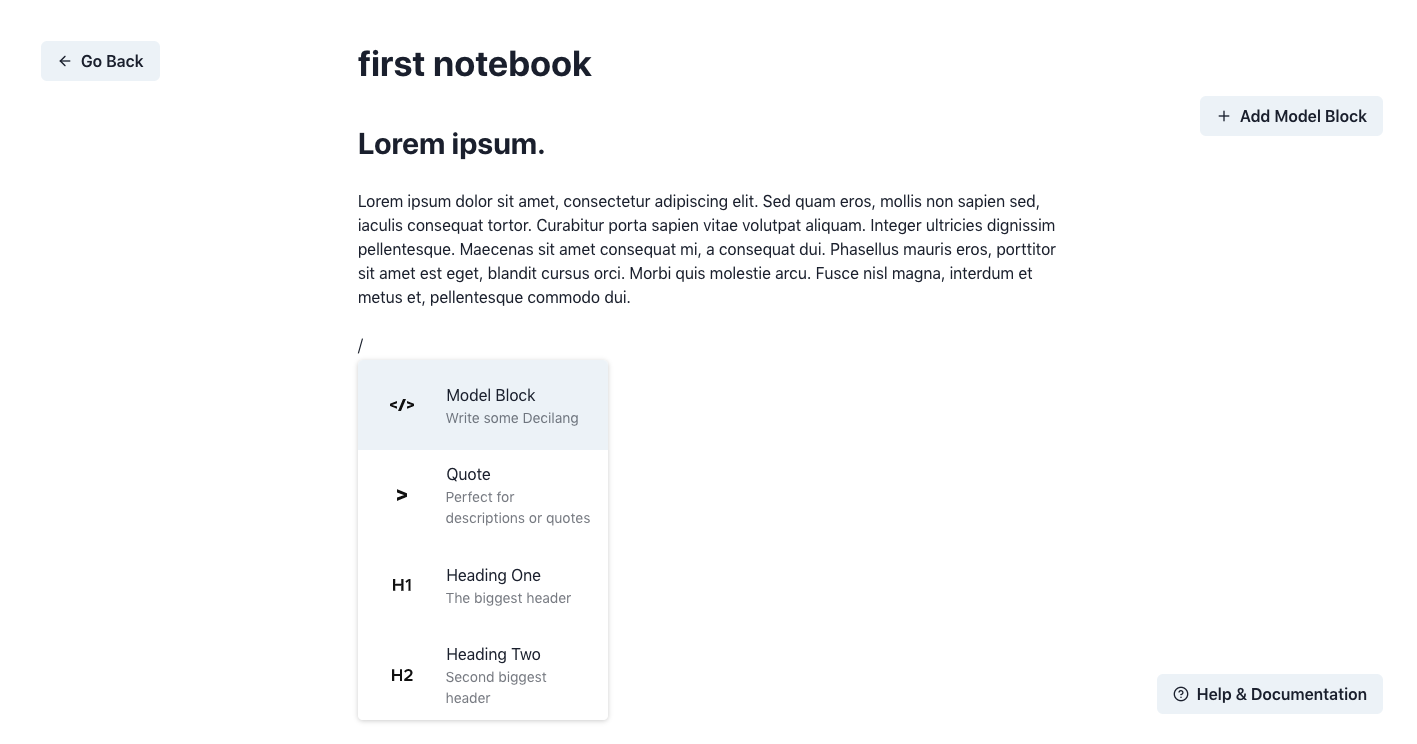 Go Back
first notebook
Add Model Block
Lorem ipsum.
Lorem ipsum dolor sit amet, consectetur adipiscing elit. Sed quam eros, mollis non sapien sed,
iaculis consequat tortor. Curabitur porta sapien vitae volutpat aliquam. Integer ultricies dignissim
pellentesque. Maecenas sit amet consequat mi, a consequat dui. Phasellus mauris eros, porttitor
sit amet est eget, blandit cursus orci. Morbi quis molestie arcu. Fusce nisl magna, interdum et
metus et, pellentesque commodo dui.
/
</> Model Block
Write some Decilang
> Quote
Perfect for
descriptions or quotes
H1 Heading One
The biggest header
H2 Heading Two
Second biggest
header
Help & Documentation